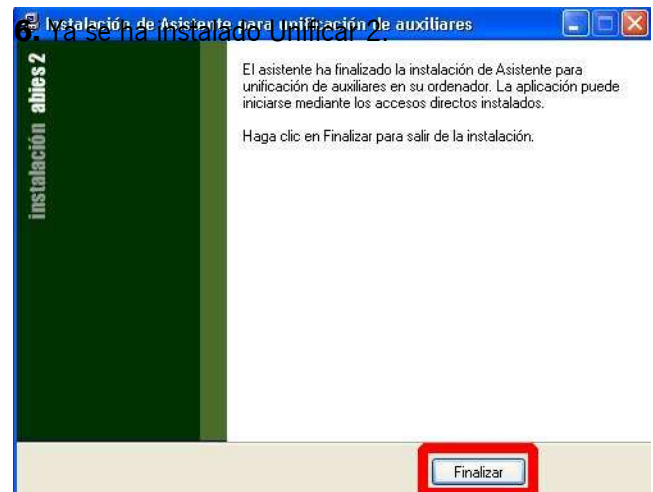 Instalación de Asistente para unificación de auxiliares
6. Ya se ha instalado Unificar 2.
instalación abies 2
El asistente ha finalizado la instalación de Asistente para
unificación de auxiliares en su ordenador. La aplicación puede
iniciarse mediante los accesos directos instalados.
Haga clic en Finalizar para salir de la instalación.
Finalizar